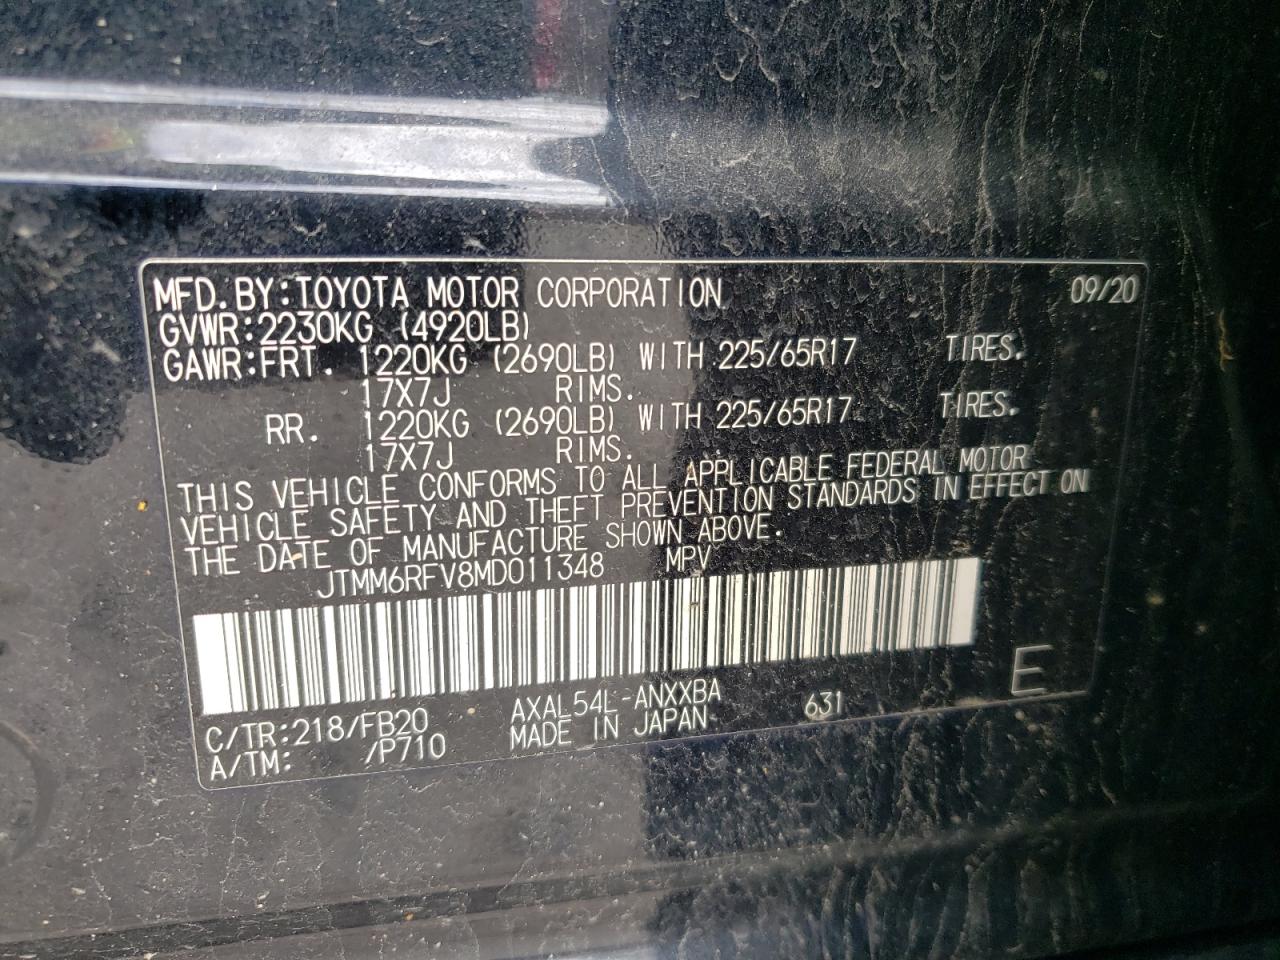 MFD.BY:TOYOTA MOTOR CORPORATION 09/20
GVWR:2230KG (4920LB)
GAWR:FRT. 1220KG (2690LB) WITH 225/65R17 TIRES.
17X7J RIMS.
RR. 1220KG (2690LB) WITH 225/65R17 TIRES.
17X7J RIMS.
THIS VEHICLE CONFORMS TO ALL APPLICABLE FEDERAL MOTOR
VEHICLE SAFETY AND THEFT PREVENTION STANDARDS IN EFFECT ON
THE DATE OF MANUFACTURE SHOWN ABOVE.
JTMM6RFV8MD011348 MPV
C/TR:218/FB20 AXAL54L-ANXXBA 631 E
A/TM: /P710 MADE IN JAPAN